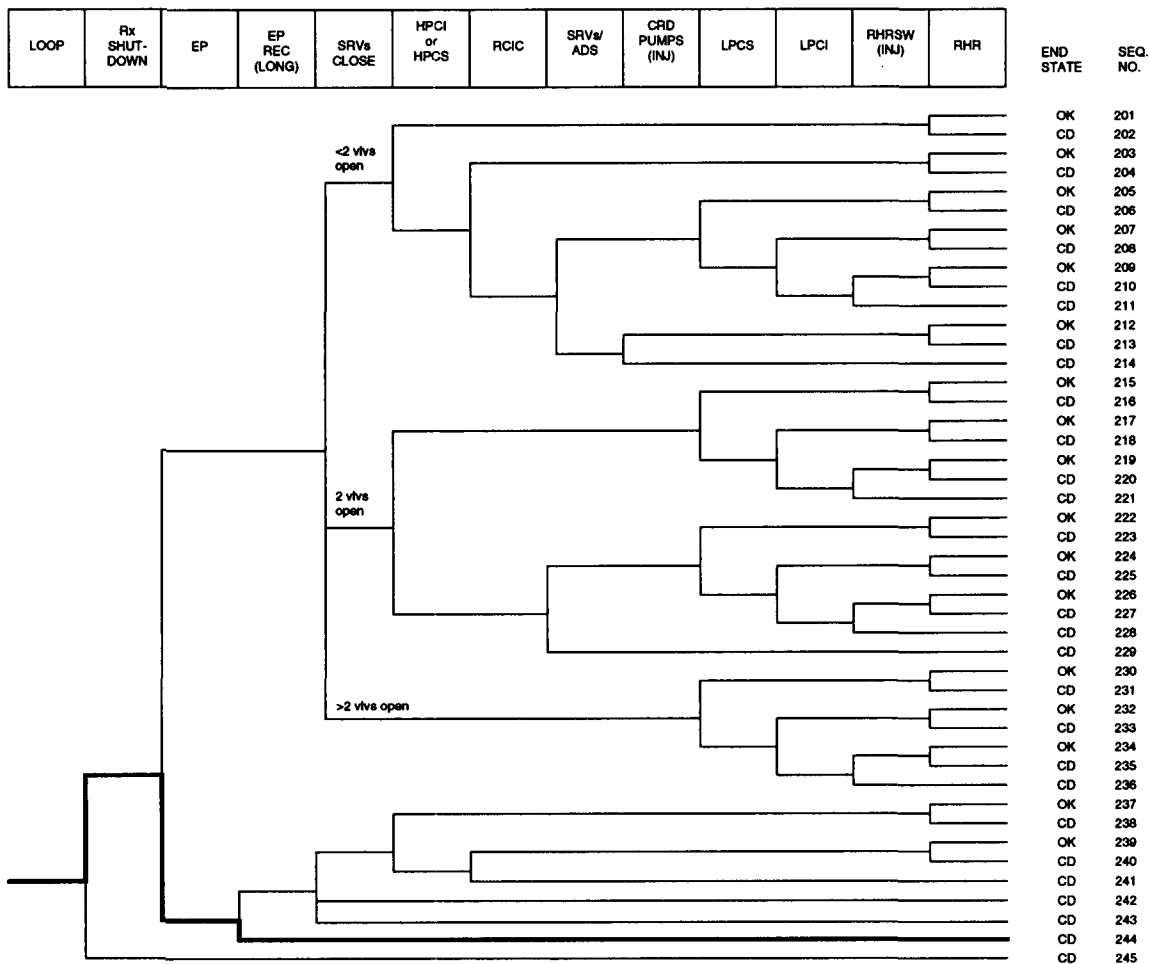 LOOP
Rx
SHUT-
DOWN
EP
EP
REC
(LONG)
SRVs
CLOSE
HPCI
or
HPCS
RCIC
SRVs/
ADS
CRD
PUMPS
(INJ)
LPCS
LPCI
RHRSW
(INJ)
RHR
END
STATE
SEQ.
NO.
<2 vlvs
open
2 vlvs
open
>2 vlvs open
OK 201
CD 202
OK 203
CD 204
OK 205
CD 206
OK 207
CD 208
OK 209
CD 210
CD 211
OK 212
CD 213
CD 214
OK 215
CD 216
OK 217
CD 218
OK 219
CD 220
CD 221
OK 222
CD 223
OK 224
CD 225
OK 226
CD 227
CD 228
CD 229
OK 230
CD 231
OK 232
CD 233
OK 234
CD 235
CD 236
OK 237
CD 238
OK 239
CD 240
CD 241
CD 242
CD 243
CD 244
CD 245